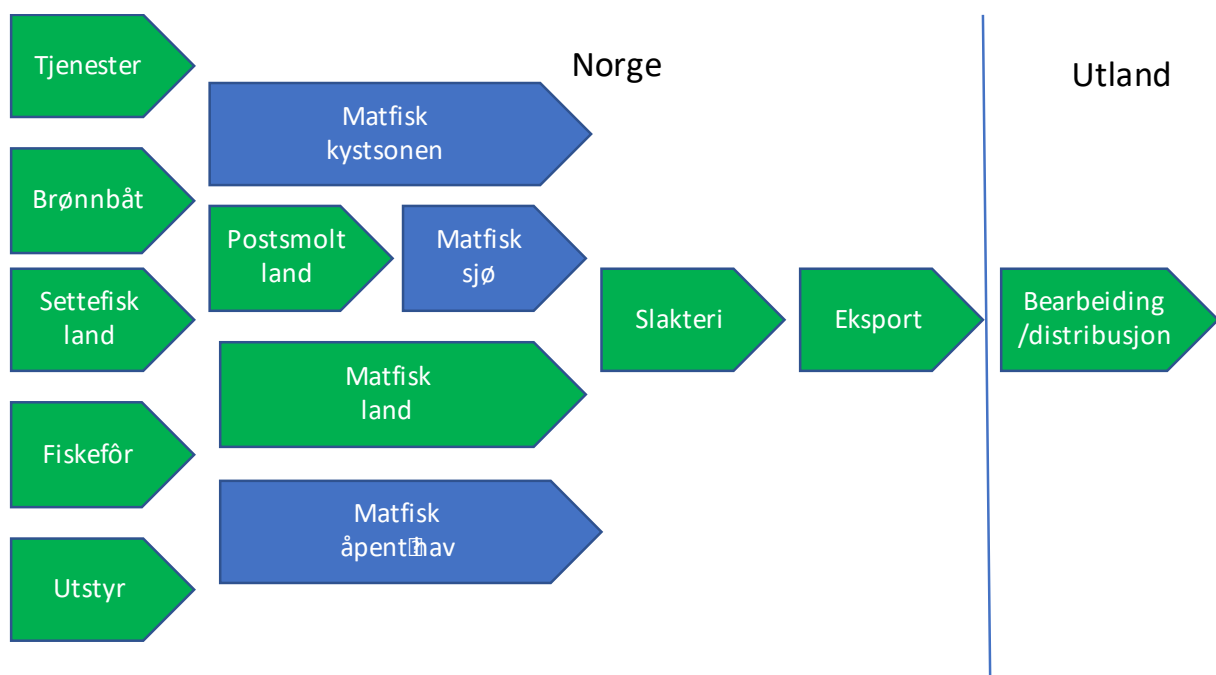 Tjenester
Norge
Utland
Matfisk
kystsonen
Brønnbåt
Postsmolt
land
Matfisk
sjø
Settefisk
land
Slakteri
Eksport
Bearbeiding
/distribusjon
Matfisk
land
Fiskefôr
Matfisk
åpent hav
Utstyr